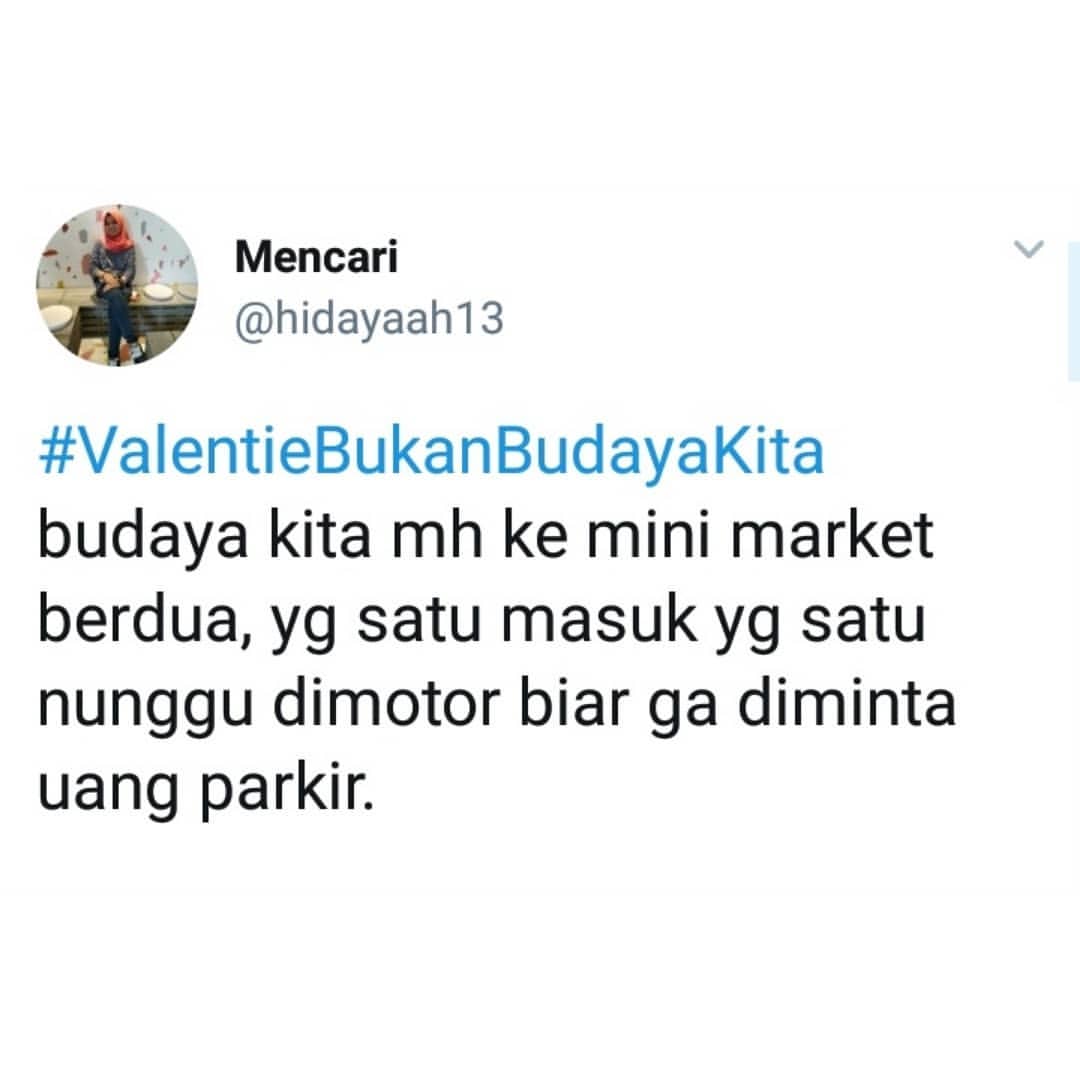 Mencari
@hidayaah13
#ValentieBukanBudayaKita
budaya kita mh ke mini market
berdua, yg satu masuk yg satu
nunggu dimotor biar ga diminta
uang parkir.